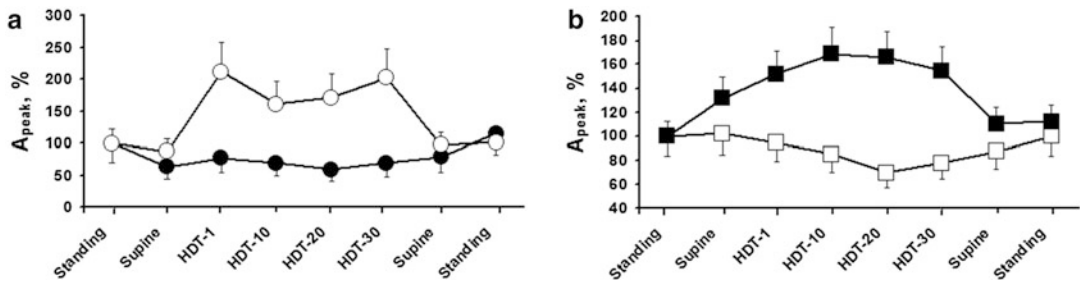 a
A peak, %
300
250
200
150
100
50
0
Standing
Supine
HDT-1
HDT-10
HDT-20
HDT-30
Supine
Standing
b
A peak, %
200
180
160
140
120
100
80
60
40
Standing
Supine
HDT-1
HDT-10
HDT-20
HDT-30
Supine
Standing